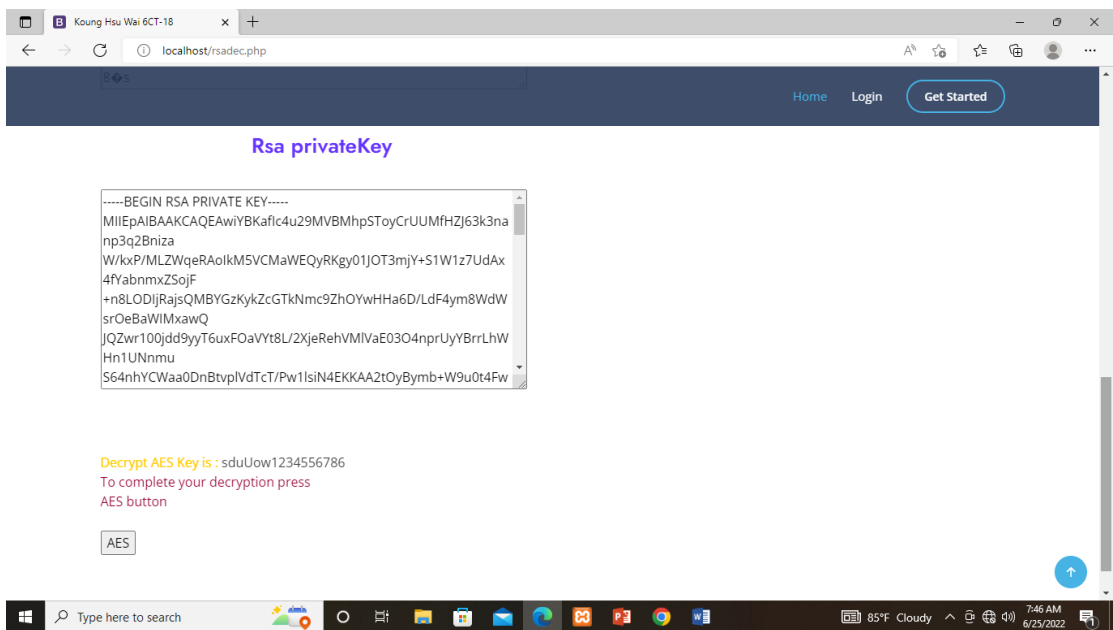 Koung Hsu Wai 6CT-18
localhost/rsadec.php
8�s
Home Login Get Started
Rsa privateKey
-----BEGIN RSA PRIVATE KEY-----
MIIEpAIBAAKCAQEAwiYBKaflc4u29MVBMhpSToyCrUUMfHZJ63k3na
np3q2Bniza
W/kxP/MLZWqeRAoIkM5VCMaWEQyRKgy01JOT3mjY+S1W1z7UdAx
4fYabnmxZSojF
+n8LODIjRajsQMBYGzKykZcGTkNmc9ZhOYwHHa6D/LdF4ym8WdW
srOeBaWIMxawQ
JQZwr100jdd9yyT6uxFOaVYt8L/2XjeRehVMlVaE03O4nprUyYBrrLhW
Hn1UNnmu
S64nhYCWaa0DnBtvplVdTcT/Pw1lsiN4EKKAA2tOyBymb+W9u0t4Fw
Decrypt AES Key is : sduUow1234556786
To complete your decryption press
AES button
AES
Type here to search
85°F Cloudy
7:46 AM
6/25/2022